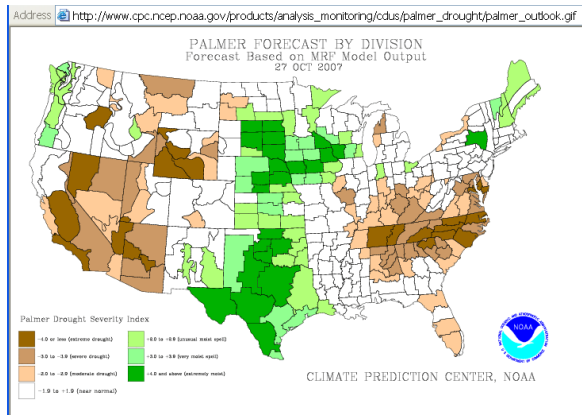 Address http://www.cpc.ncep.noaa.gov/products/analysis_monitoring/cdus/palmer_drought/palmer_outlook.gif
PALMER FORECAST BY DIVISION
Forecast Based on MRF Model Output
27 OCT 2007
Palmer Drought Severity Index
-4.0 or less (extreme drought)
-3.0 to -3.9 (severe drought)
-2.0 to -2.9 (moderate drought)
-1.9 to +1.9 (near normal)
+2.0 to +2.9 (unusual moist spell)
+3.0 to +3.9 (very moist spell)
+4.0 and above (extremely moist)
NOAA
CLIMATE PREDICTION CENTER, NOAA